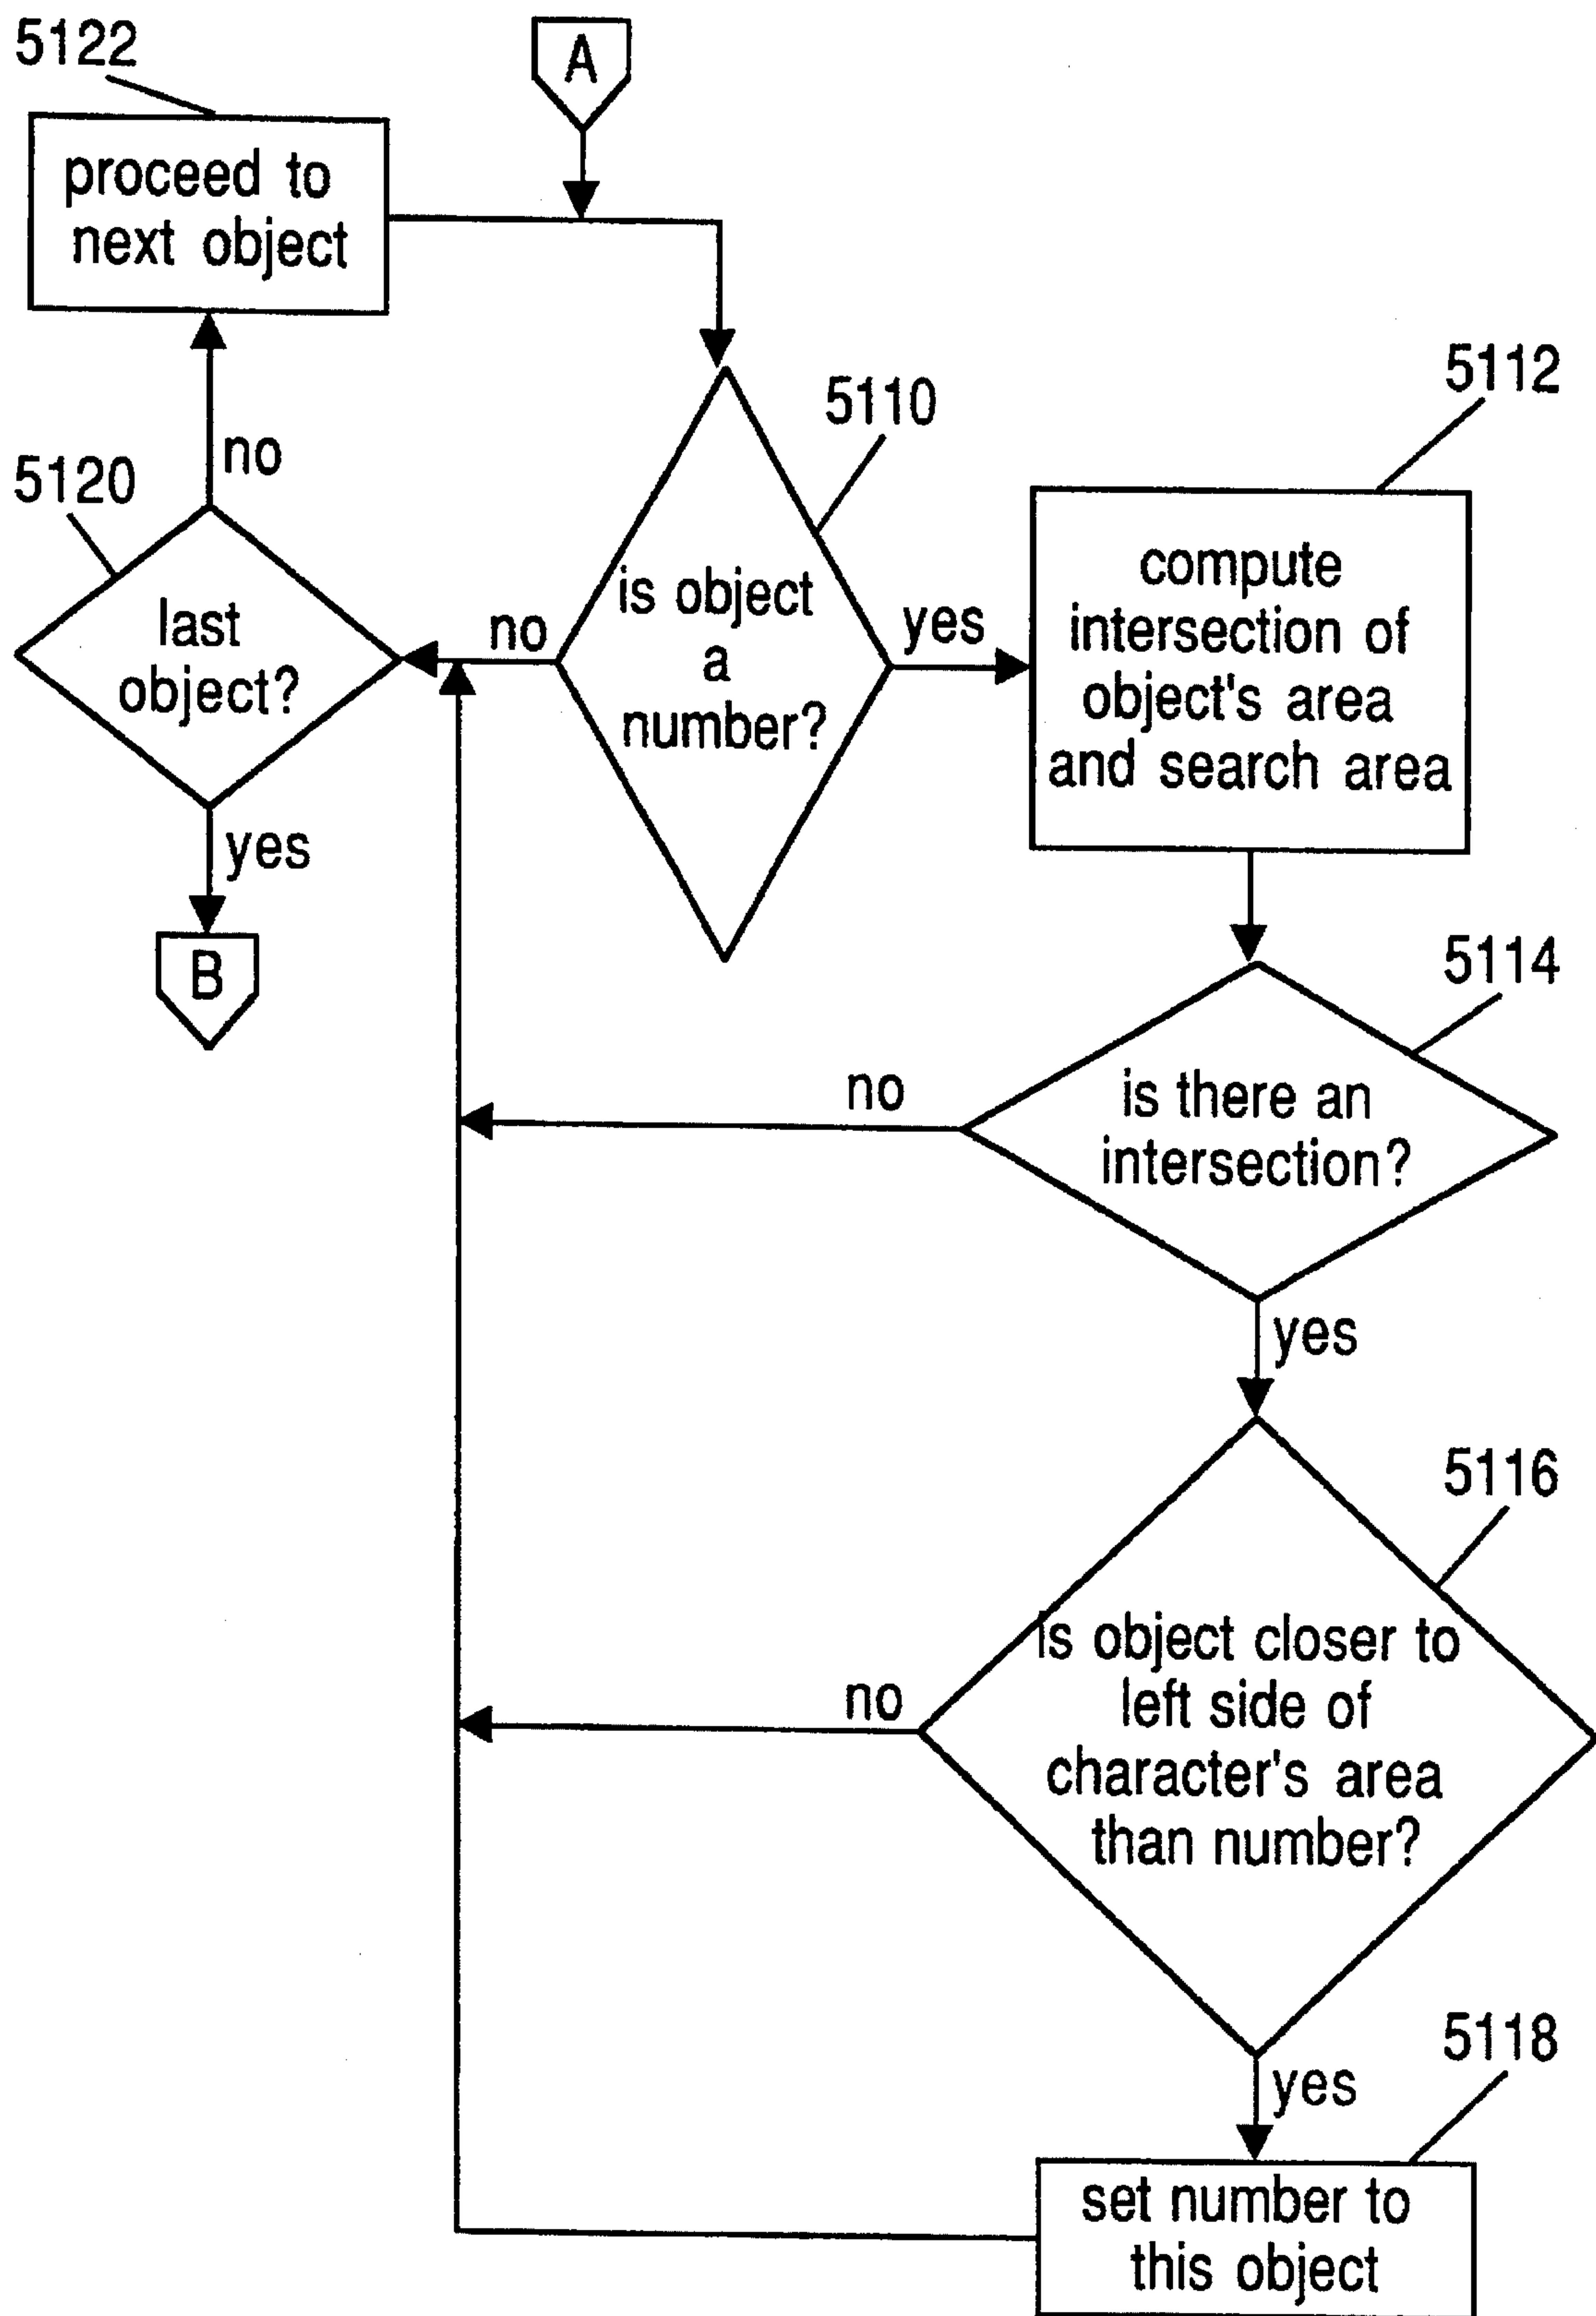 5122
A
proceed to
next object
5110
5112
no
5120
is object
a
number?
yes
compute
intersection of
object's area
and search area
last
object?
no
yes
B
5114
is there an
intersection?
no
yes
5116
is object closer to
left side of
character's area
than number?
no
yes
5118
set number to
this object